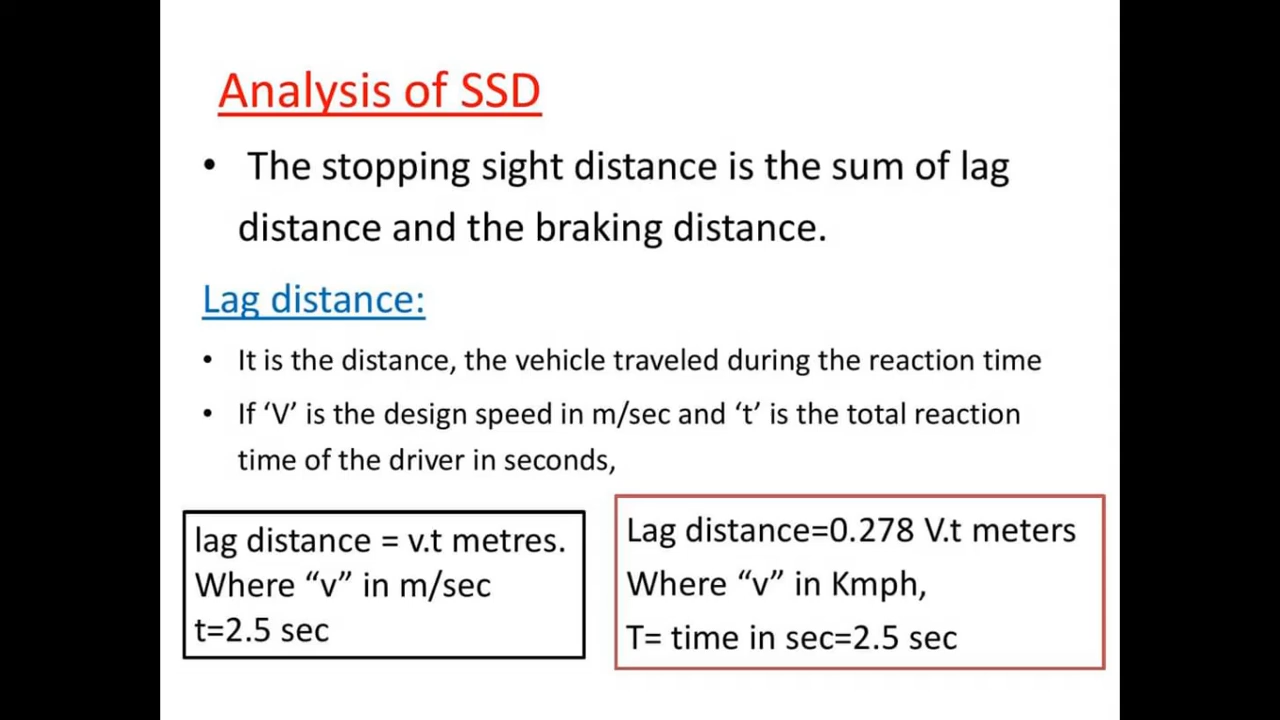 Analysis of SSD
• The stopping sight distance is the sum of lag
distance and the braking distance.
Lag distance:
• It is the distance, the vehicle traveled during the reaction time
• If ‘V’ is the design speed in m/sec and ‘t’ is the total reaction
time of the driver in seconds,
lag distance = v.t metres.
Where “v” in m/sec
t=2.5 sec
Lag distance=0.278 V.t meters
Where “v” in Kmph,
T= time in sec=2.5 sec